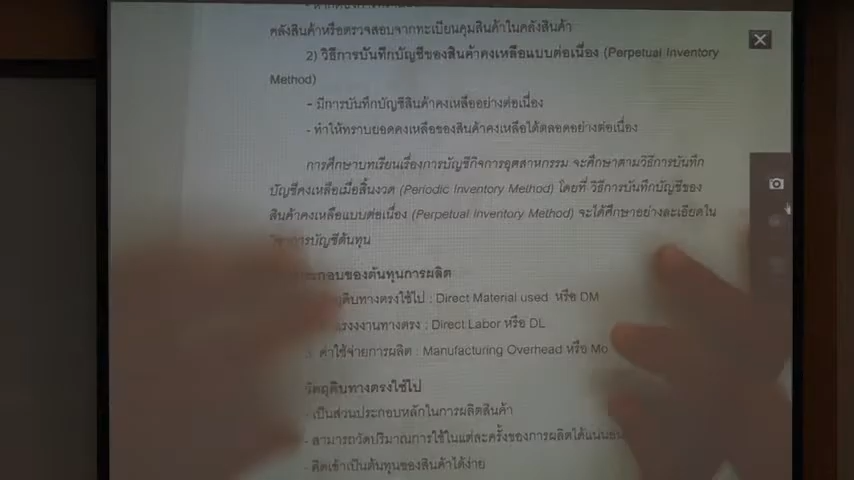 คลังสินค้าหรือตรวจสอบจากทะเบียนคุมสินค้าในคลังสินค้า
2) วิธีการบันทึกบัญชีของสินค้าคงเหลือแบบต่อเนื่อง (Perpetual Inventory
Method)
- มีการบันทึกบัญชีสินค้าคงเหลืออย่างต่อเนื่อง
- ทำให้ทราบยอดคงเหลือของสินค้าคงเหลือได้ตลอดอย่างต่อเนื่อง
การศึกษาบทเรียนเรื่องการบัญชีกิจการอุตสาหกรรม จะศึกษาตามวิธีการบันทึก
บัญชีคงเหลือเมื่อสิ้นงวด (Periodic Inventory Method) โดยที่ วิธีการบันทึกบัญชีของ
สินค้าคงเหลือแบบต่อเนื่อง (Perpetual Inventory Method) จะได้ศึกษาอย่างละเอียดใน
วิชาการบัญชีต้นทุน
ประกอบของต้นทุนการผลิต
ดิบทางตรงใช้ไป : Direct Material used หรือ DM
แรงงานทางตรง : Direct Labor หรือ DL
3. ค่าใช้จ่ายการผลิต : Manufacturing Overhead หรือ Mo
วัตถุดิบทางตรงใช้ไป
- เป็นส่วนประกอบหลักในการผลิตสินค้า
- สามารถวัดปริมาณการใช้ในแต่ละครั้งของการผลิตได้แน่นอน
- คิดเข้าเป็นต้นทุนของสินค้าได้ง่าย